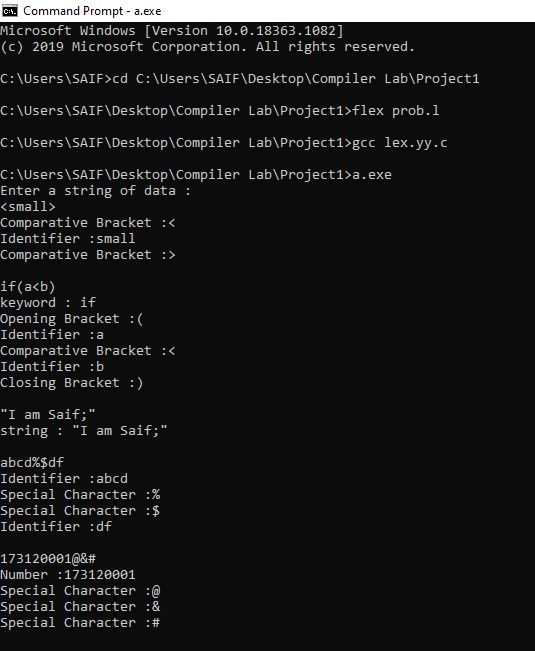 Command Prompt - a.exe
Microsoft Windows [Version 10.0.18363.1082]
(c) 2019 Microsoft Corporation. All rights reserved.
C:\Users\SAIF>cd C:\Users\SAIF\Desktop\Compiler Lab\Project1
C:\Users\SAIF\Desktop\Compiler Lab\Project1>flex prob.l
C:\Users\SAIF\Desktop\Compiler Lab\Project1>gcc lex.yy.c
C:\Users\SAIF\Desktop\Compiler Lab\Project1>a.exe
Enter a string of data :
<small>
Comparative Bracket :<
Identifier :small
Comparative Bracket :>
if(a<b)
keyword : if
Opening Bracket :(
Identifier :a
Comparative Bracket :<
Identifier :b
Closing Bracket :)
"I am Saif;"
string : "I am Saif;"
abcd%$df
Identifier :abcd
Special Character :%
Special Character :$
Identifier :df
173120001@&#
Number :173120001
Special Character :@
Special Character :&
Special Character :#